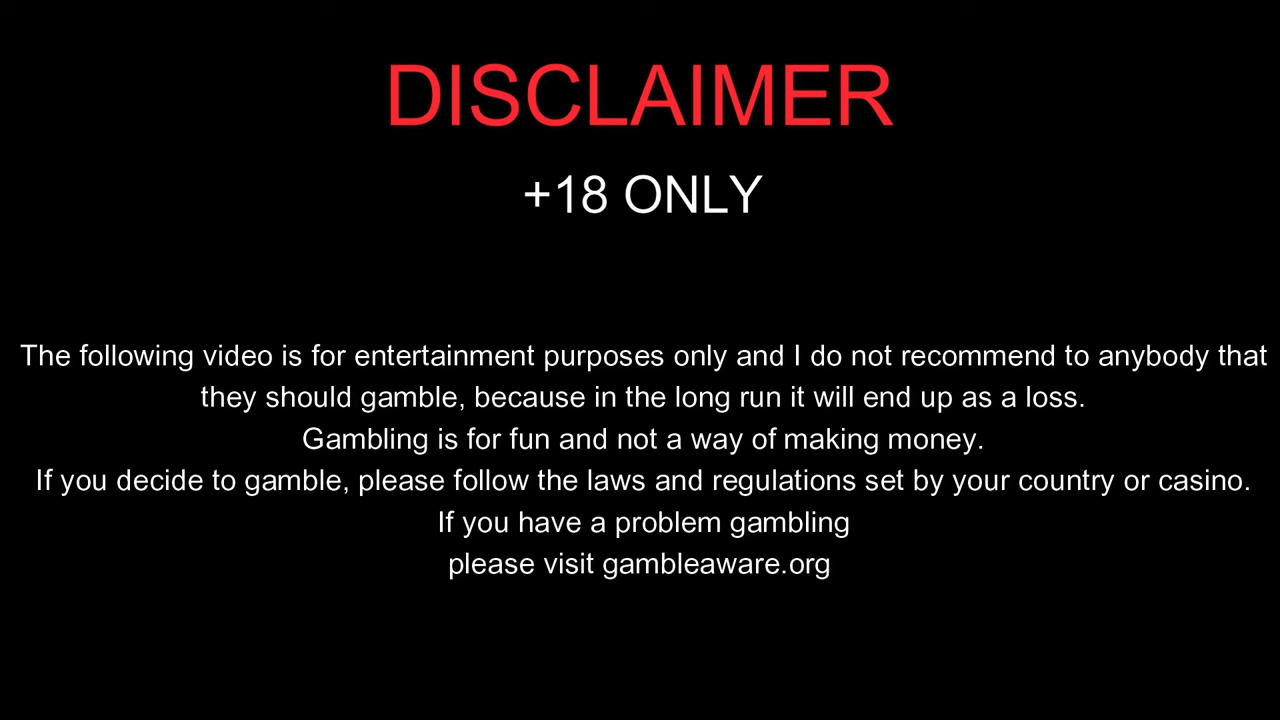 DISCLAIMER
+18 ONLY
The following video is for entertainment purposes only and I do not recommend to anybody that
they should gamble, because in the long run it will end up as a loss.
Gambling is for fun and not a way of making money.
If you decide to gamble, please follow the laws and regulations set by your country or casino.
If you have a problem gambling
please visit gambleaware.org